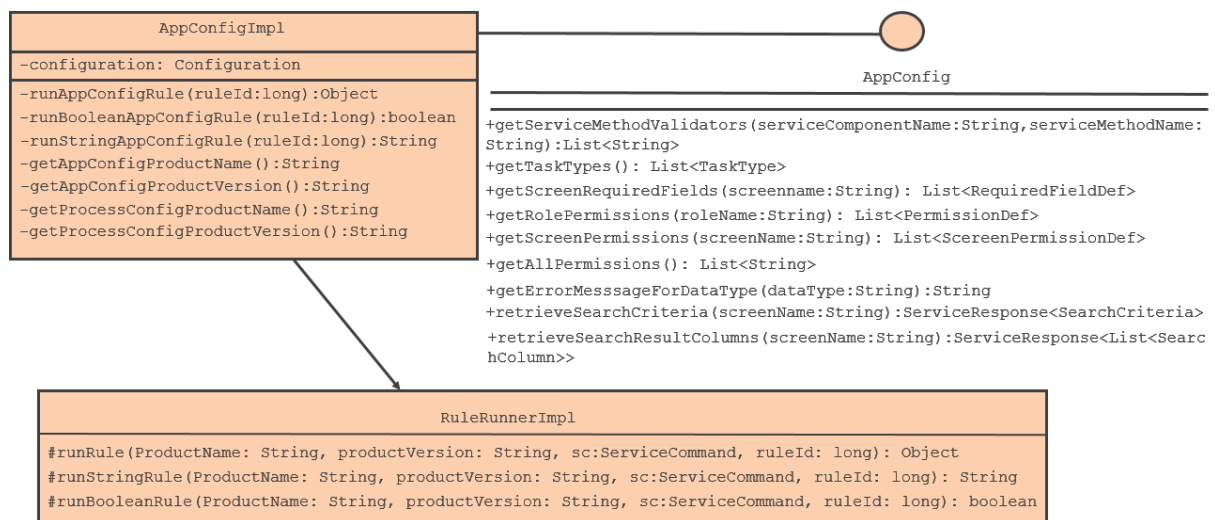 AppConfigImpl
-configuration: Configuration
-runAppConfigRule(ruleId:long):Object
-runBooleanAppConfigRule(ruleId:long):boolean
-runStringAppConfigRule(ruleId:long):String
-getAppConfigProductName():String
-getAppConfigProductVersion():String
-getProcessConfigProductName():String
-getProcessConfigProductVersion():String
AppConfig
+getServiceMethodValidators(serviceComponentName:String,serviceMethodName:
String):List<String>
+getTaskTypes(): List<TaskType>
+getScreenRequiredFields(screenname:String): List<RequiredFieldDef>
+getRolePermissions(roleName:String): List<PermissionDef>
+getScreenPermissions(screenName:String): List<ScereenPermissionDef>
+getAllPermissions(): List<String>
+getErrorMesssageForDataType(dataType:String):String
+retrieveSearchCriteria(screenName:String):ServiceResponse<SearchCriteria>
+retrieveSearchResultColumns(screenName:String):ServiceResponse<List<Searc
hColumn>>
RuleRunnerImpl
#runRule(ProductName: String, productVersion: String, sc:ServiceCommand, ruleId: long): Object
#runStringRule(ProductName: String, productVersion: String, sc:ServiceCommand, ruleId: long): String
#runBooleanRule(ProductName: String, productVersion: String, sc:ServiceCommand, ruleId: long): boolean